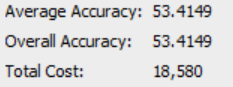 Average Accuracy: 53.4149
Overall Accuracy: 53.4149
Total Cost: 18,580